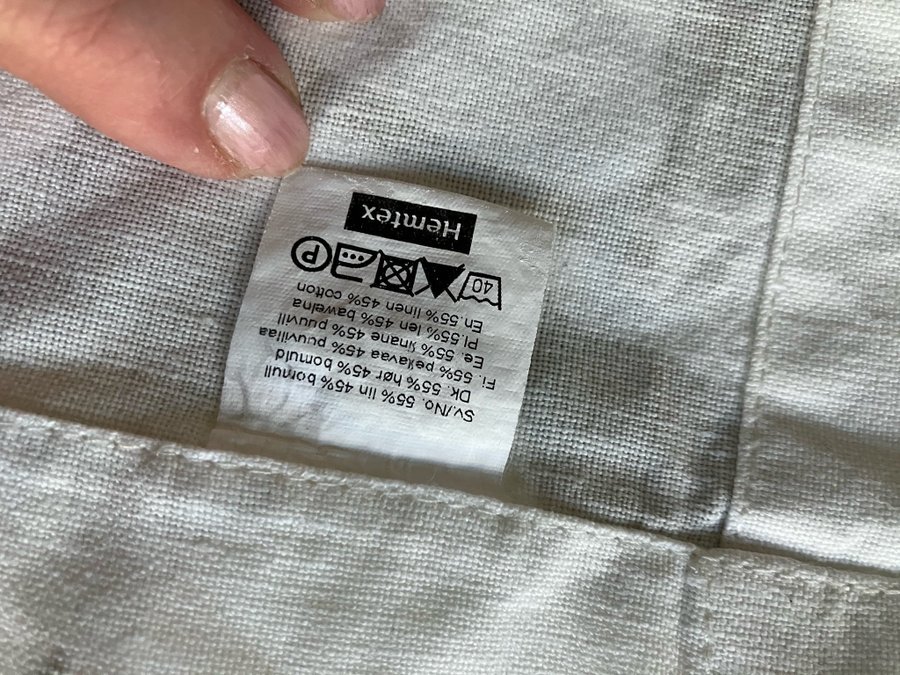 Hemtex
40 P
En. 55% linen 45% cotton
Pl. 55% len 45% bawełna
Ee. 55% linane 45% puuvill
Fi. 55% pellavaa 45% puuvillaa
Dk. 55% hør 45% bomuld
Sv./No. 55% lin 45% bomull